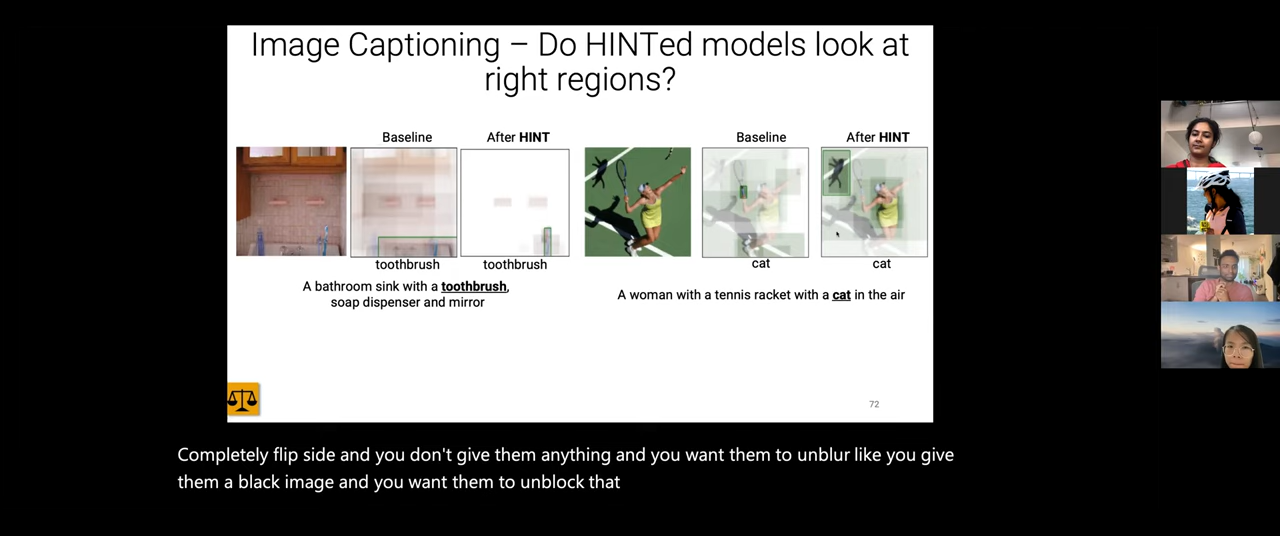 Image Captioning – Do HINTed models look at
right regions?
Baseline
After HINT
Baseline
After HINT
toothbrush
toothbrush
cat
cat
A bathroom sink with a toothbrush,
soap dispenser and mirror
A woman with a tennis racket with a cat in the air
72
Completely flip side and you don't give them anything and you want them to unblur like you give
them a black image and you want them to unblock that